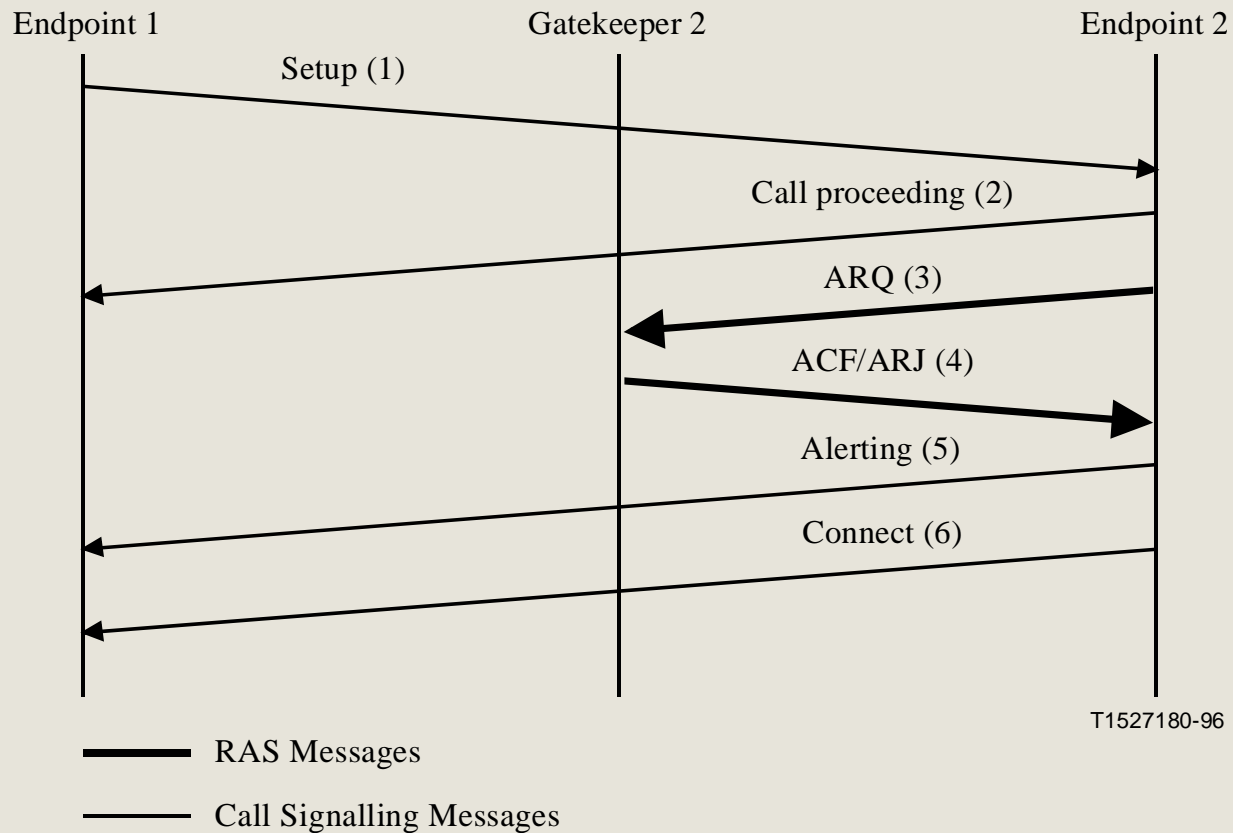 Endpoint 1
Gatekeeper 2
Endpoint 2
Setup (1)
Call proceeding (2)
ARQ (3)
ACF/ARJ (4)
Alerting (5)
Connect (6)
T1527180-96
RAS Messages
Call Signalling Messages